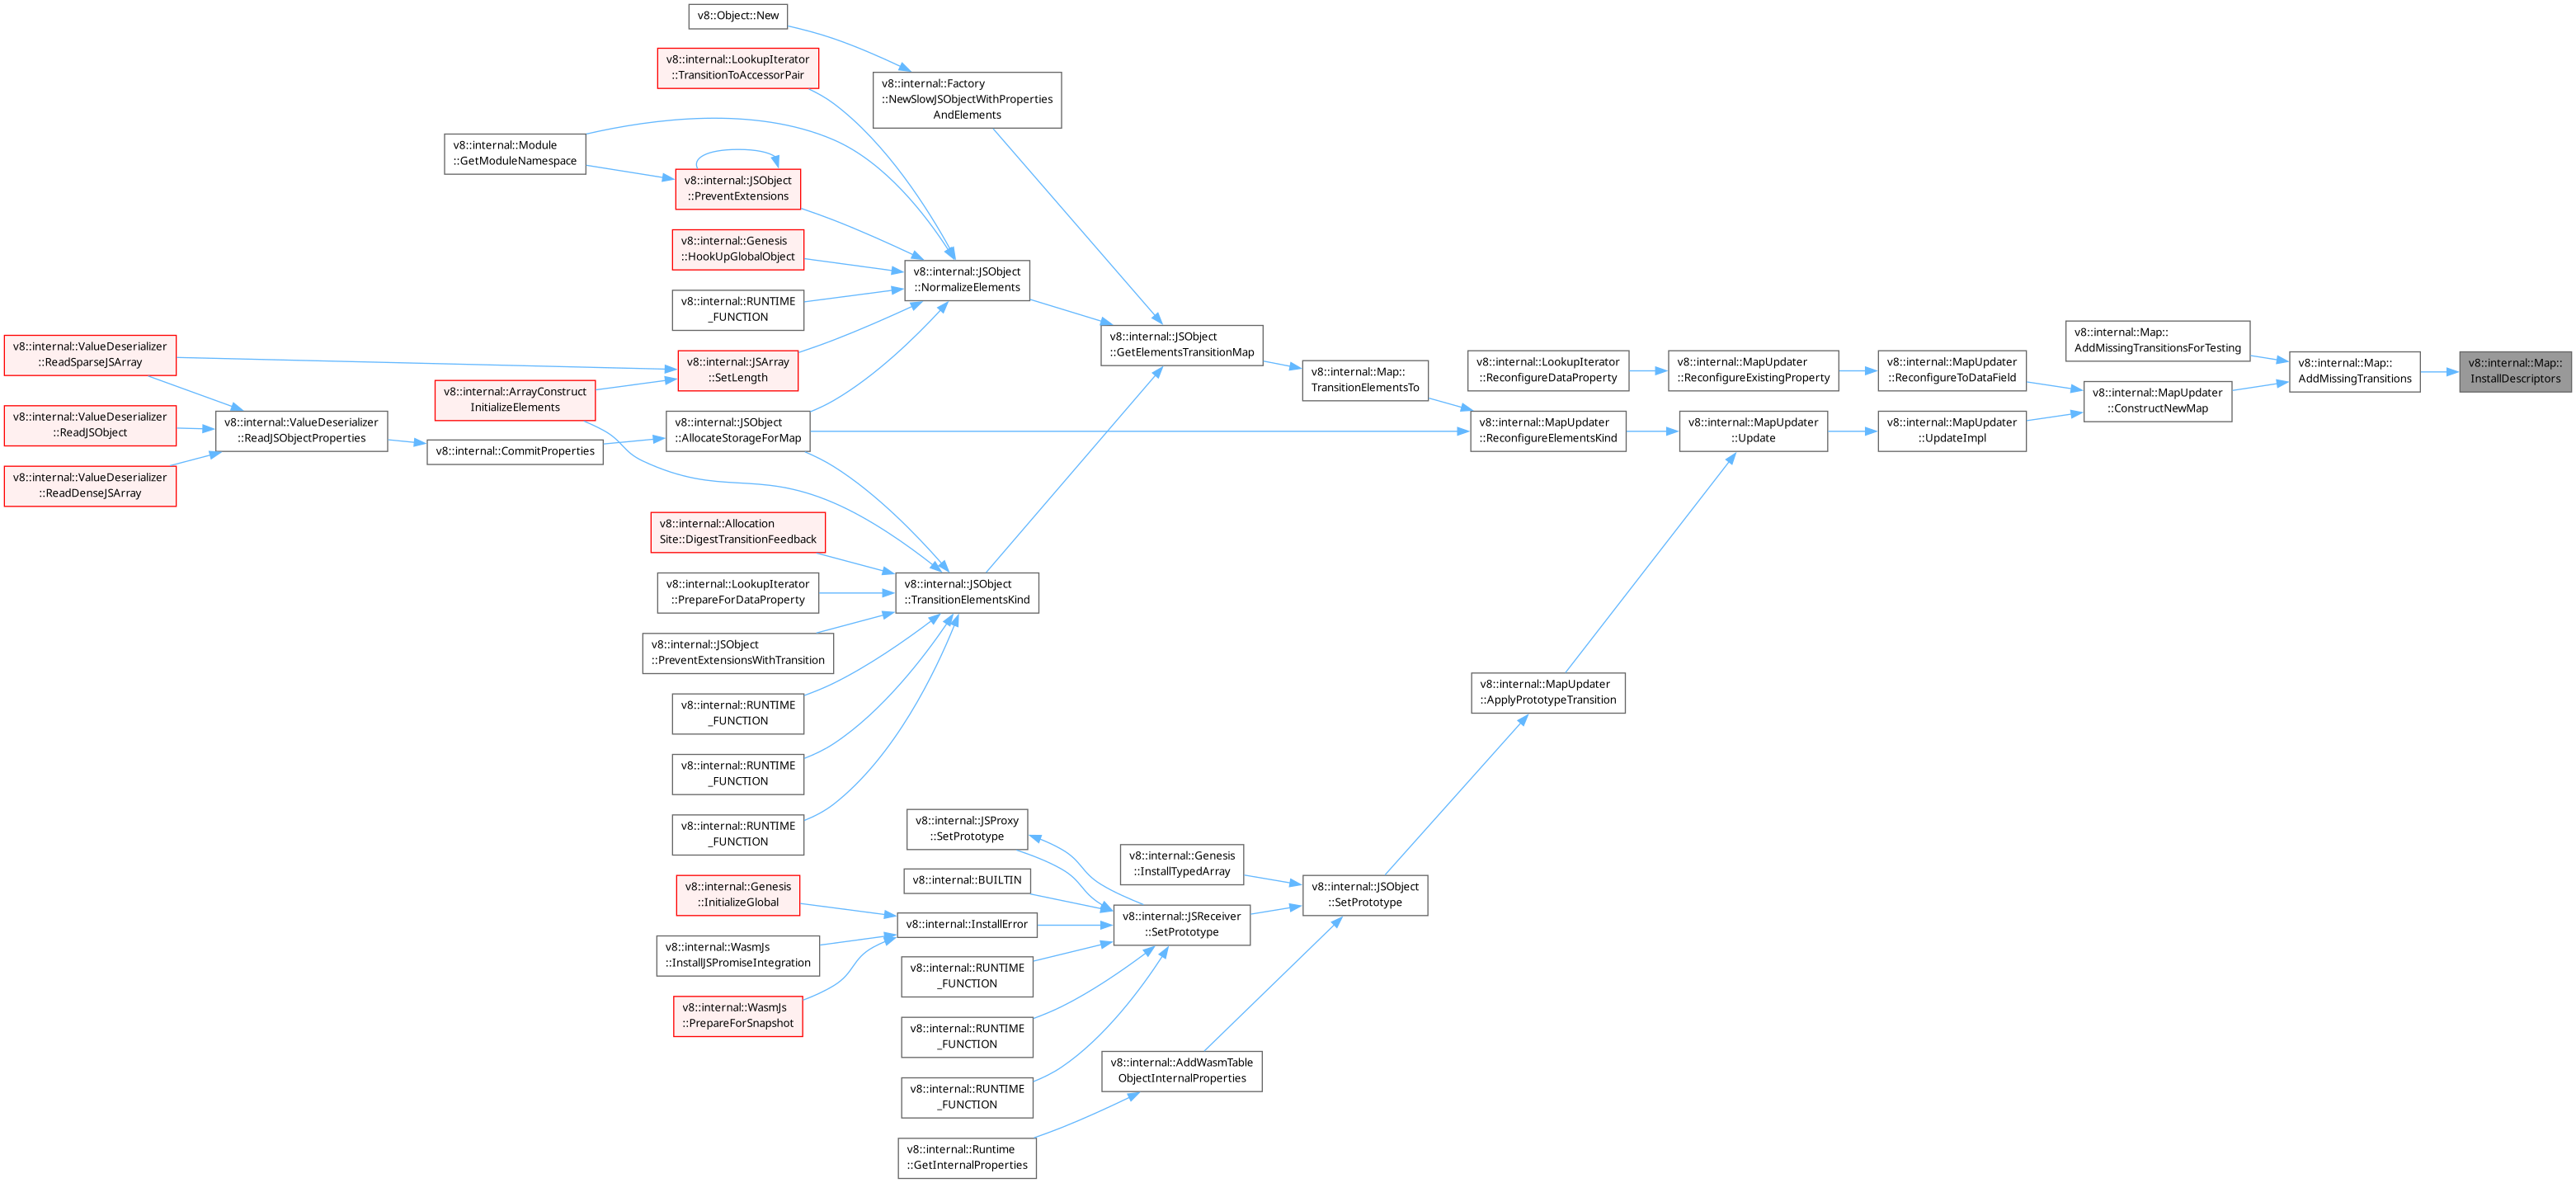 v8::Object::New
v8::internal::LookupIterator
::TransitionToAccessorPair
v8::internal::Factory
::NewSlowJSObjectWithProperties
AndElements
v8::internal::Module
::GetModuleNamespace
v8::internal::JSObject
::PreventExtensions
v8::internal::Genesis
::HookUpGlobalObject
v8::internal::JSObject
::NormalizeElements
v8::internal::RUNTIME
_FUNCTION
v8::internal::ValueDeserializer
::ReadSparseJSArray
v8::internal::JSArray
::SetLength
v8::internal::JSObject
::GetElementsTransitionMap
v8::internal::Map::
TransitionElementsTo
v8::internal::LookupIterator
::ReconfigureDataProperty
v8::internal::MapUpdater
::ReconfigureExistingProperty
v8::internal::MapUpdater
::ReconfigureToDataField
v8::internal::Map::
AddMissingTransitionsForTesting
v8::internal::Map::
AddMissingTransitions
v8::internal::Map::
InstallDescriptors
v8::internal::ArrayConstruct
InitializeElements
v8::internal::MapUpdater
::ConstructNewMap
v8::internal::ValueDeserializer
::ReadJSObject
v8::internal::ValueDeserializer
::ReadJSObjectProperties
v8::internal::CommitProperties
v8::internal::JSObject
::AllocateStorageForMap
v8::internal::MapUpdater
::ReconfigureElementsKind
v8::internal::MapUpdater
::Update
v8::internal::MapUpdater
::UpdateImpl
v8::internal::ValueDeserializer
::ReadDenseJSArray
v8::internal::Allocation
Site::DigestTransitionFeedback
v8::internal::LookupIterator
::PrepareForDataProperty
v8::internal::JSObject
::TransitionElementsKind
v8::internal::JSObject
::PreventExtensionsWithTransition
v8::internal::RUNTIME
_FUNCTION
v8::internal::MapUpdater
::ApplyPrototypeTransition
v8::internal::RUNTIME
_FUNCTION
v8::internal::RUNTIME
_FUNCTION
v8::internal::JSProxy
::SetPrototype
v8::internal::Genesis
::InstallTypedArray
v8::internal::BUILTIN
v8::internal::Genesis
::InitializeGlobal
v8::internal::JSObject
::SetPrototype
v8::internal::InstallError
v8::internal::JSReceiver
::SetPrototype
v8::internal::WasmJs
::InstallJSPromiseIntegration
v8::internal::RUNTIME
_FUNCTION
v8::internal::WasmJs
::PrepareForSnapshot
v8::internal::RUNTIME
_FUNCTION
v8::internal::AddWasmTable
ObjectInternalProperties
v8::internal::RUNTIME
_FUNCTION
v8::internal::Runtime
::GetInternalProperties